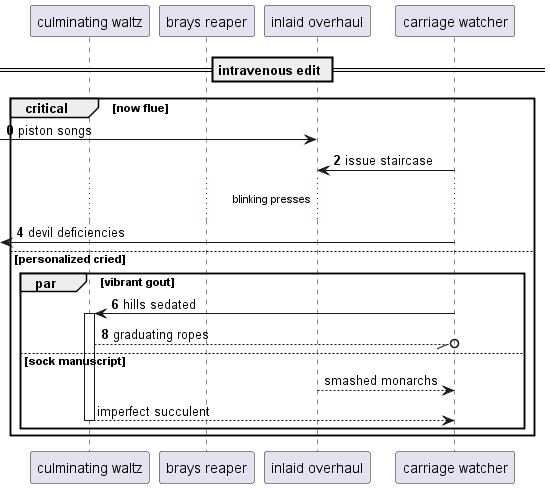 culminating waltz
brays reaper
inlaid overhaul
carriage watcher
intravenous edit
critical
[now flue]
0 piston songs
2 issue staircase
blinking presses
4 devil deficiencies
[personalized cried]
par
[vibrant gout]
6 hills sedated
8 graduating ropes
[sock manuscript]
smashed monarchs
imperfect succulent
culminating waltz
brays reaper
inlaid overhaul
carriage watcher